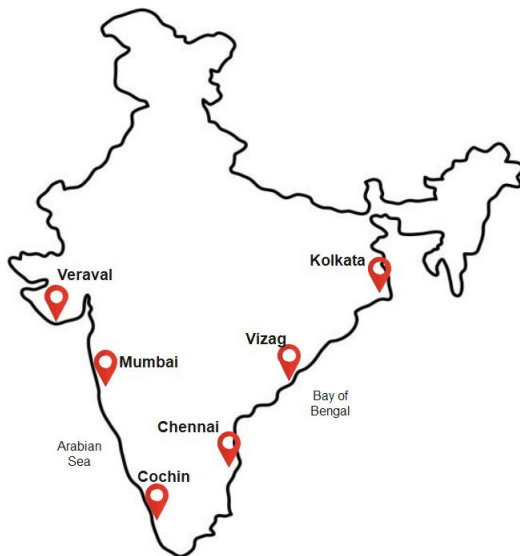 Kolkata
Veraval
Vizag
Mumbai
Bay of
Bengal
Chennai
Arabian
Sea
Cochin